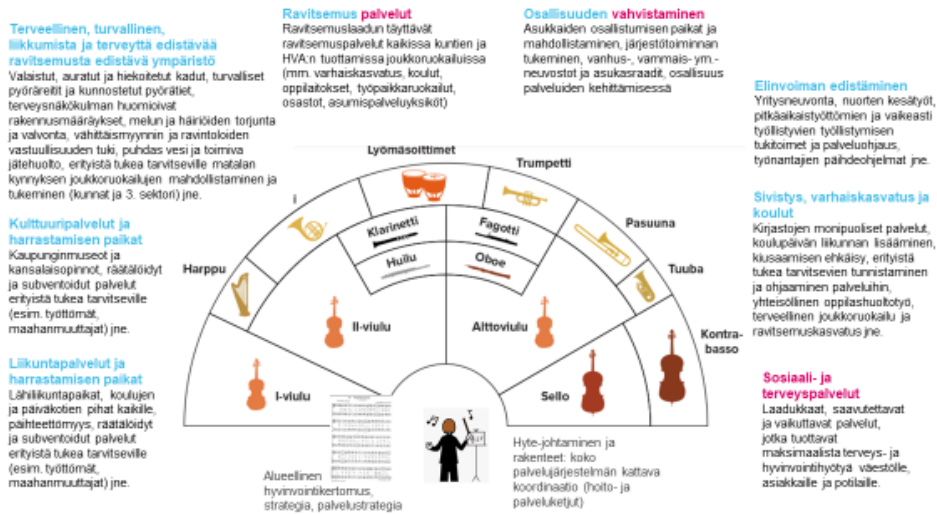 Terveellinen, turvallinen,
liikkumista ja terveyttä edistävää
ravitsemusta edistävä ympäristö
Valaistut, auratut ja hiekoitetut kadut, turvalliset
pyöräreitit ja kunnostetut pyörätiet,
terveysnäkökulman huomioivat
rakennusmääräykset, melun ja häiriöiden torjunta
ja valvonta, vähittäismyynnin ja ravintoloiden
vastuullisuuden tuki, puhdas vesi ja toimiva
jätehuolto, erityistä tukea tarvitseville matalan
kynnyksen joukkoruokailujen mahdollistaminen ja
tukeminen (kunnat ja 3. sektori) jne.
Kulttuuripalvelut ja
harrastamisen paikat
Kaupunginmuseot ja
kansalaisopinnot, räätälöidyt
ja subventoidut palvelut
erityistä tukea tarvitseville
(esim. työttömät,
maahanmuuttajat) jne.
Liikuntapalvelut ja
harrastamisen paikat
Lähiliikuntapaikat, koulujen
ja päiväkotien pihat kaikille,
päihteettömyys, räätälöidyt
ja subventoidut palvelut
erityistä tukea tarvitseville
(esim. työttömät,
maahanmuuttajat) jne.
Ravitsemus palvelut
Ravitsemuslaadun täyttävät
ravitsemuspalvelut kaikissa kuntien ja
HVA:n tuottamissa joukkoruokailuissa
(mm. varhaiskasvatus, koulut,
oppilaitokset, työpaikkaruokailut,
osastot, asumispalveluyksiköt)
Osallisuuden vahvistaminen
Asukkaiden osallistumisen paikat ja
mahdollistaminen, järjestötoiminnan
tukeminen, vanhus-, vammais- ym.-
neuvostot ja asukasraadit, osallisuus
palveluiden kehittämisessä
Elinvoiman edistäminen
Yritysneuvonta, nuorten kesätyöt,
pitkäaikaistyöttömien ja vaikeasti
työllistyvien työllistymisen
tukitoimet ja palveluohjaus,
työnantajien päihdeohjelmat jne.
Sivistys, varhaiskasvatus ja
koulut
Kirjastojen monipuoliset palvelut,
koulupäivän liikunnan lisääminen,
kiusaamisen ehkäisy, erityistä
tukea tarvitsevien tunnistaminen
ja ohjaaminen palveluihin,
yhteisöllinen oppilashuoltotyö,
terveellinen joukkoruokailu ja
ravitsemuskasvatus jne.
Sosiaali- ja
terveyspalvelut
Laadukkaat, saavutettavat
ja vaikuttavat palvelut,
jotka tuottavat
maksimaalista terveys- ja
hyvinvointihyötyä väestölle,
asiakkaille ja potilaille.
Lyömäsoittimet
Trumpetti
i
Pasuuna
Klarinetti
Fagotti
Harppu
Huilu
Oboe
Tuuba
II-viulu
Alttoviulu
Kontra-
basso
I-viulu
Sello
Alueellinen
hyvinvointikertomus,
strategia, palvelustrategia
Hyte-johtaminen ja
rakenteet: koko
palvelujärjestelmän kattava
koordinaatio (hoito- ja
palveluketjut)